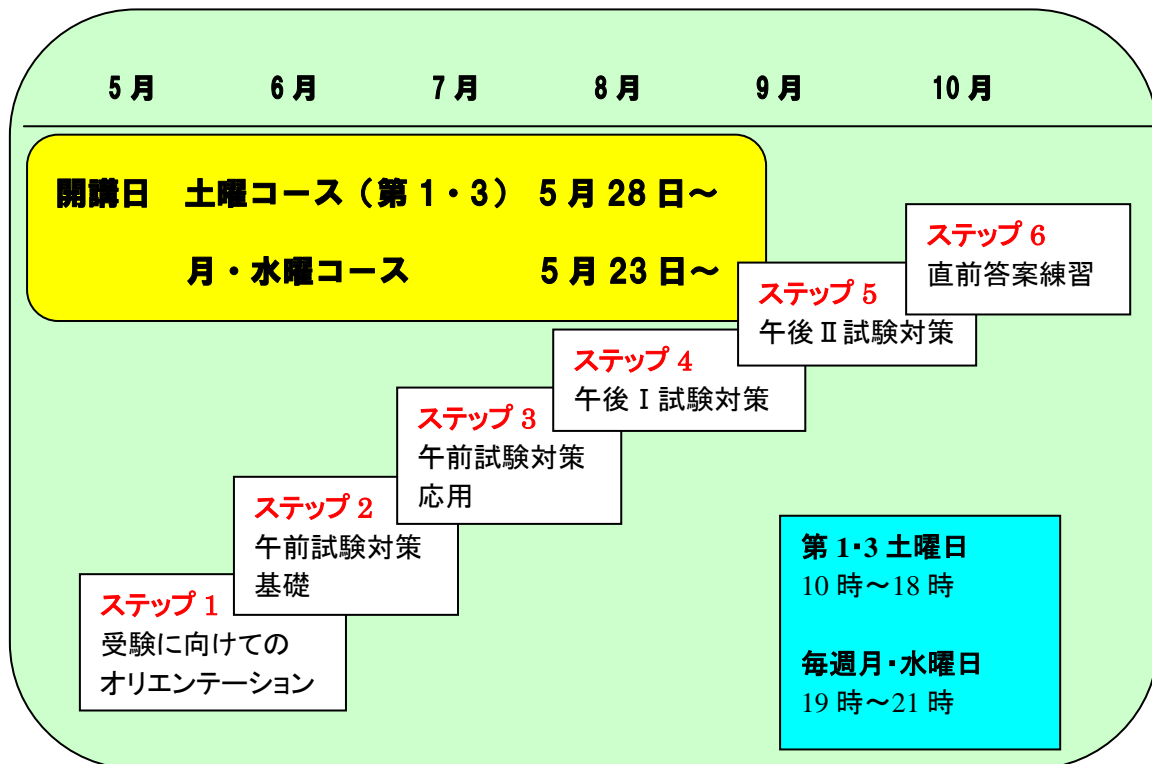 5月 6月 7月 8月 9月 10月
開講日 土曜コース（第1・3） 5月28日～
月・水曜コース 5月23日～
ステップ6
直前答案練習
ステップ5
午後Ⅱ試験対策
ステップ4
午後Ⅰ試験対策
ステップ3
午前試験対策
応用
ステップ2
午前試験対策
基礎
ステップ1
受験に向けての
オリエンテーション
第1・3土曜日
10時～18時
毎週月・水曜日
19時～21時